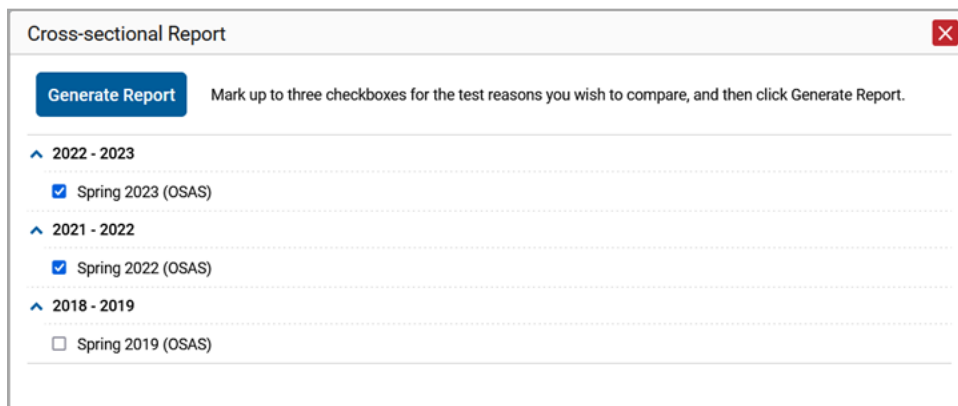 Cross-sectional Report
Generate Report Mark up to three checkboxes for the test reasons you wish to compare, and then click Generate Report.
2022 - 2023
Spring 2023 (OSAS)
2021 - 2022
Spring 2022 (OSAS)
2018 - 2019
Spring 2019 (OSAS)